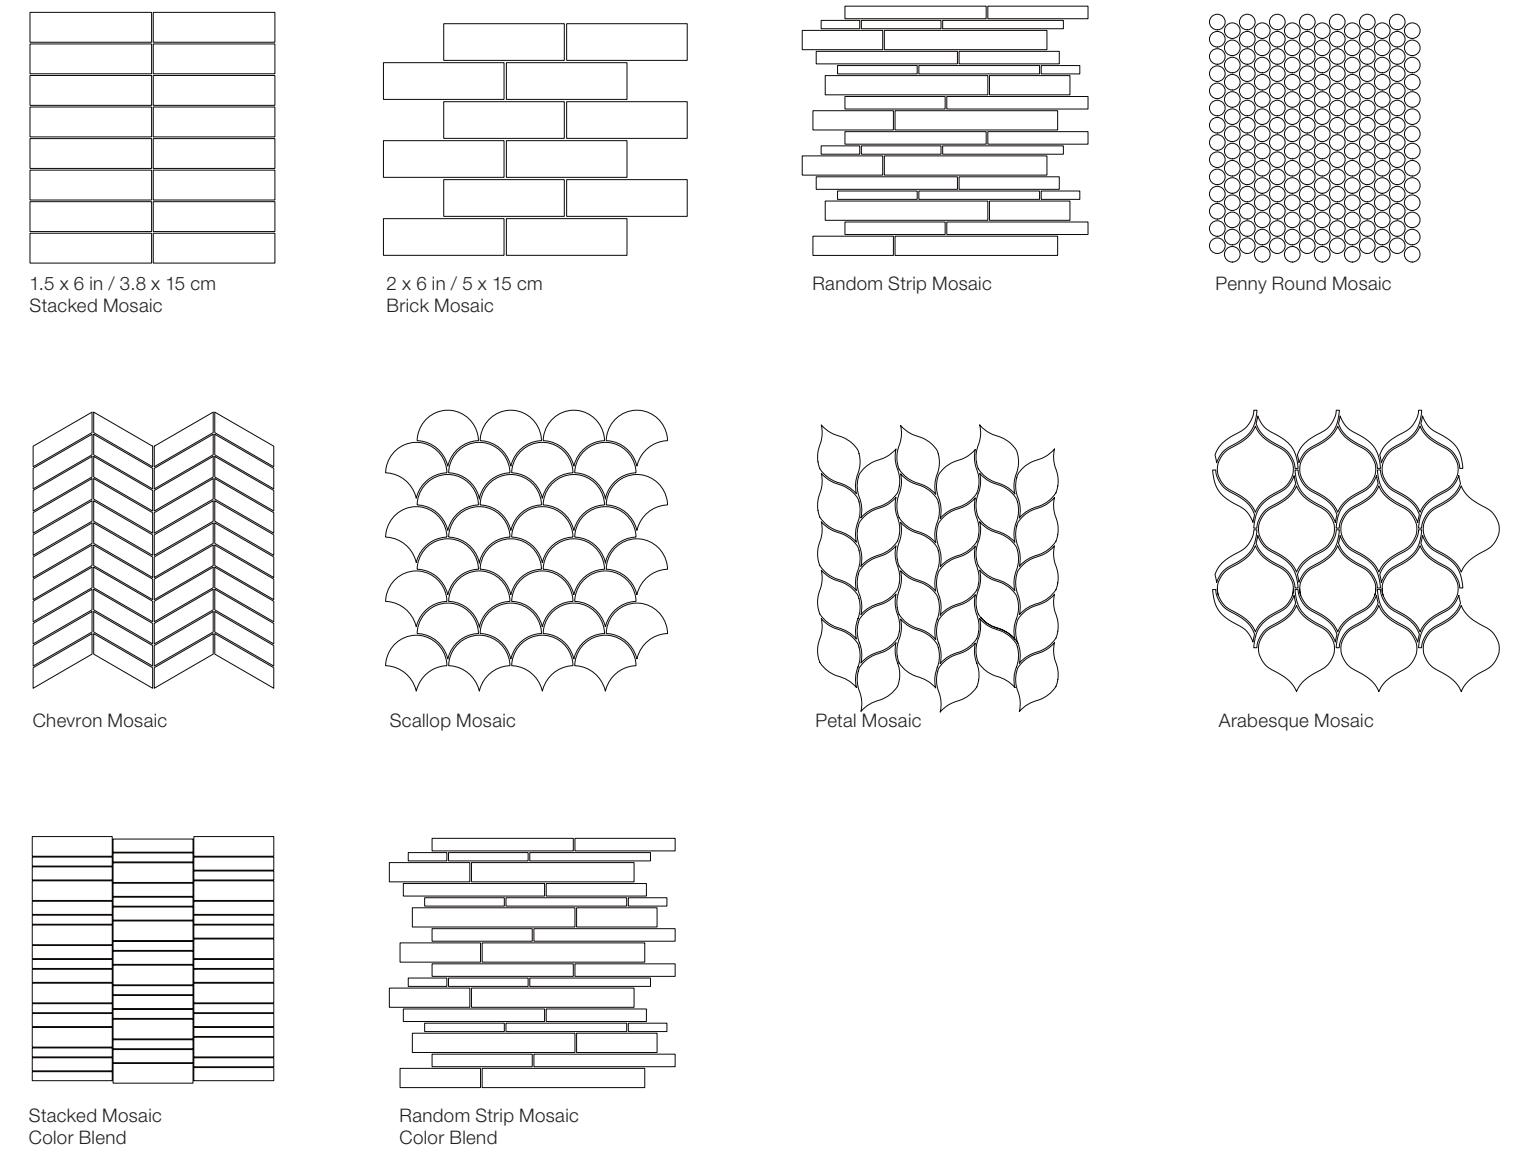 1.5 x 6 in / 3.8 x 15 cm
Stacked Mosaic
2 x 6 in / 5 x 15 cm
Brick Mosaic
Random Strip Mosaic
Penny Round Mosaic
Chevron Mosaic
Scallop Mosaic
Petal Mosaic
Arabesque Mosaic
Stacked Mosaic
Color Blend
Random Strip Mosaic
Color Blend